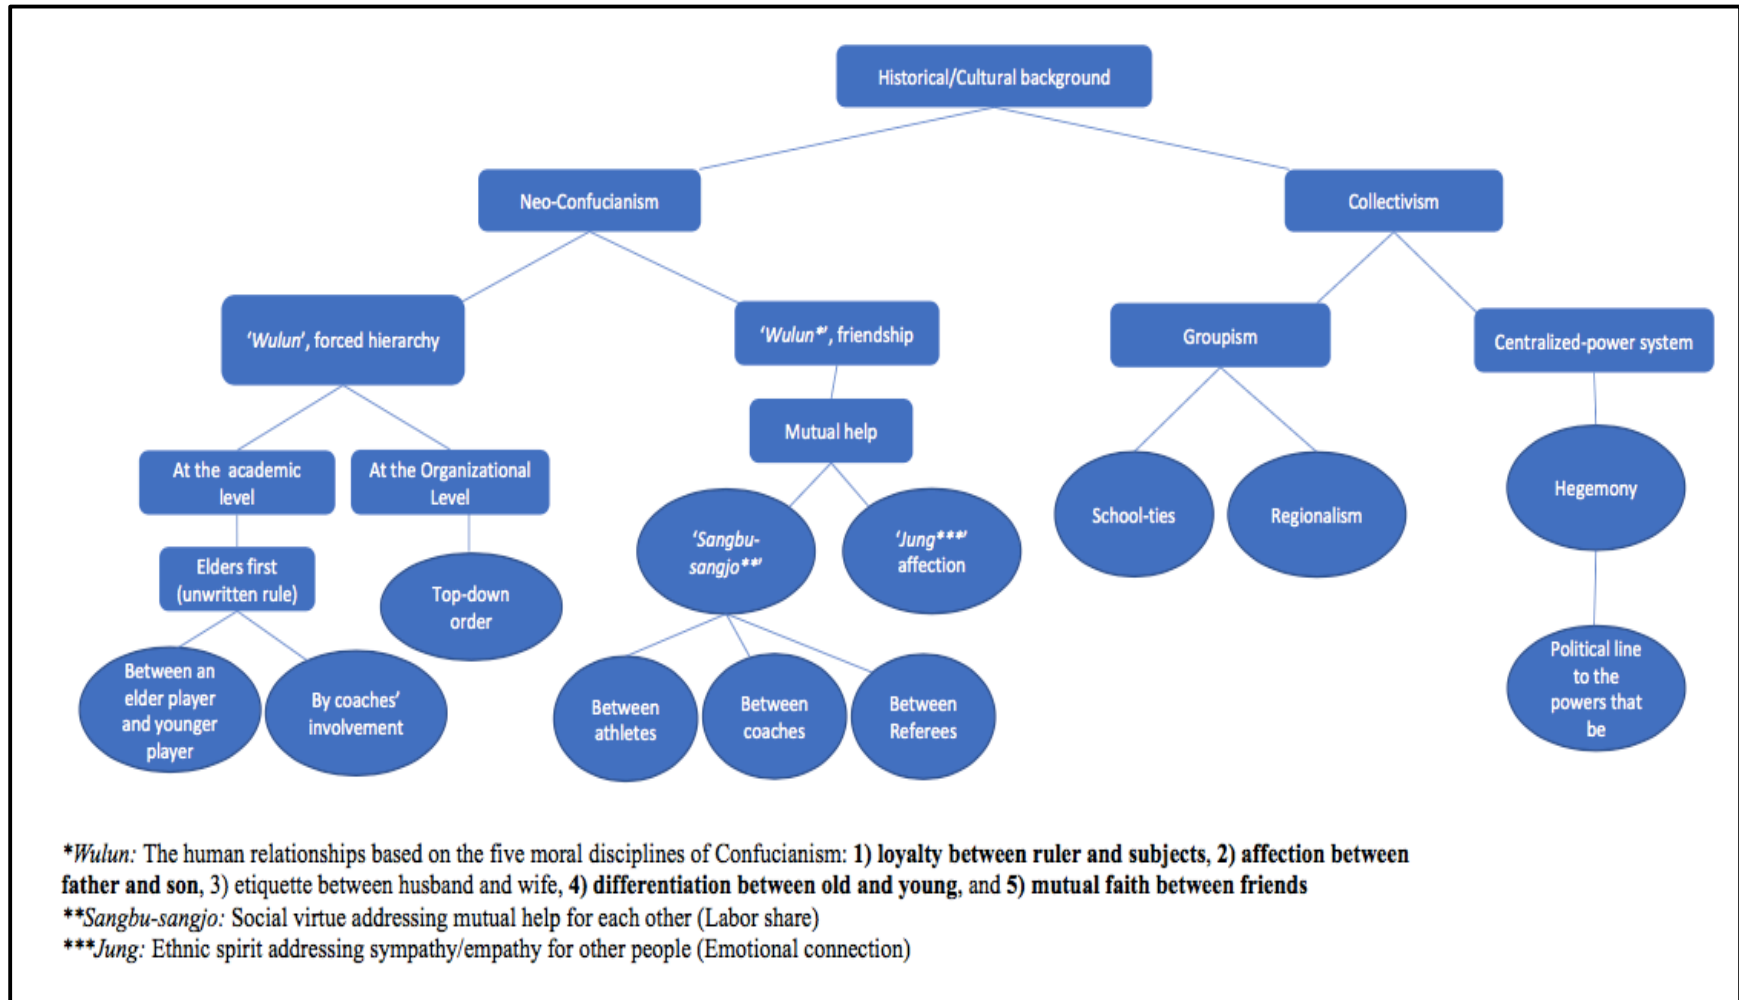 Historical/Cultural background
Neo-Confucianism
Collectivism
‘Wulun’, forced hierarchy
‘Wulun*’, friendship
Groupism
Centralized-power system
Mutual help
At the academic
level
At the Organizational
Level
Hegemony
School-ties
Regionalism
‘Sangbu-
sangjo**’
‘Jung***’
affection
Elders first
(unwritten rule)
Top-down
order
Between an
elder player
and younger
player
By coaches’
involvement
Between
athletes
Between
coaches
Between
Referees
Political line
to the
powers that
be
*Wulun: The human relationships based on the five moral disciplines of Confucianism: 1) loyalty between ruler and subjects, 2) affection between
father and son, 3) etiquette between husband and wife, 4) differentiation between old and young, and 5) mutual faith between friends
**Sangbu-sangjo: Social virtue addressing mutual help for each other (Labor share)
***Jung: Ethnic spirit addressing sympathy/empathy for other people (Emotional connection)